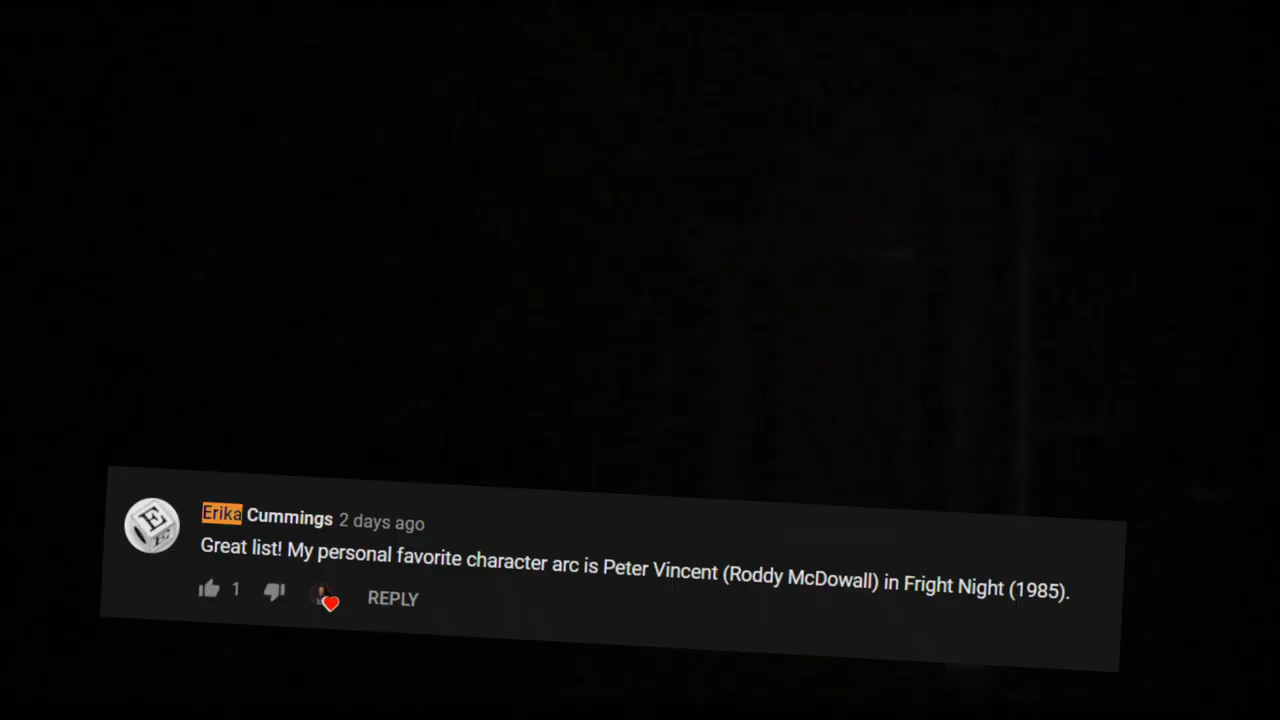 Erika Cummings 2 days ago
Great list! My personal favorite character arc is Peter Vincent (Roddy McDowall) in Fright Night (1985).
1 REPLY